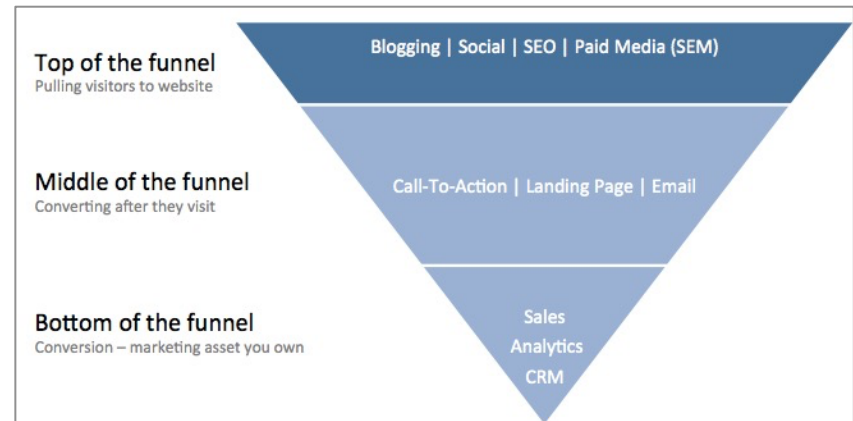 Top of the funnel
Pulling visitors to website
Blogging | Social | SEO | Paid Media (SEM)
Middle of the funnel
Converting after they visit
Call-To-Action | Landing Page | Email
Bottom of the funnel
Conversion – marketing asset you own
Sales
Analytics
CRM